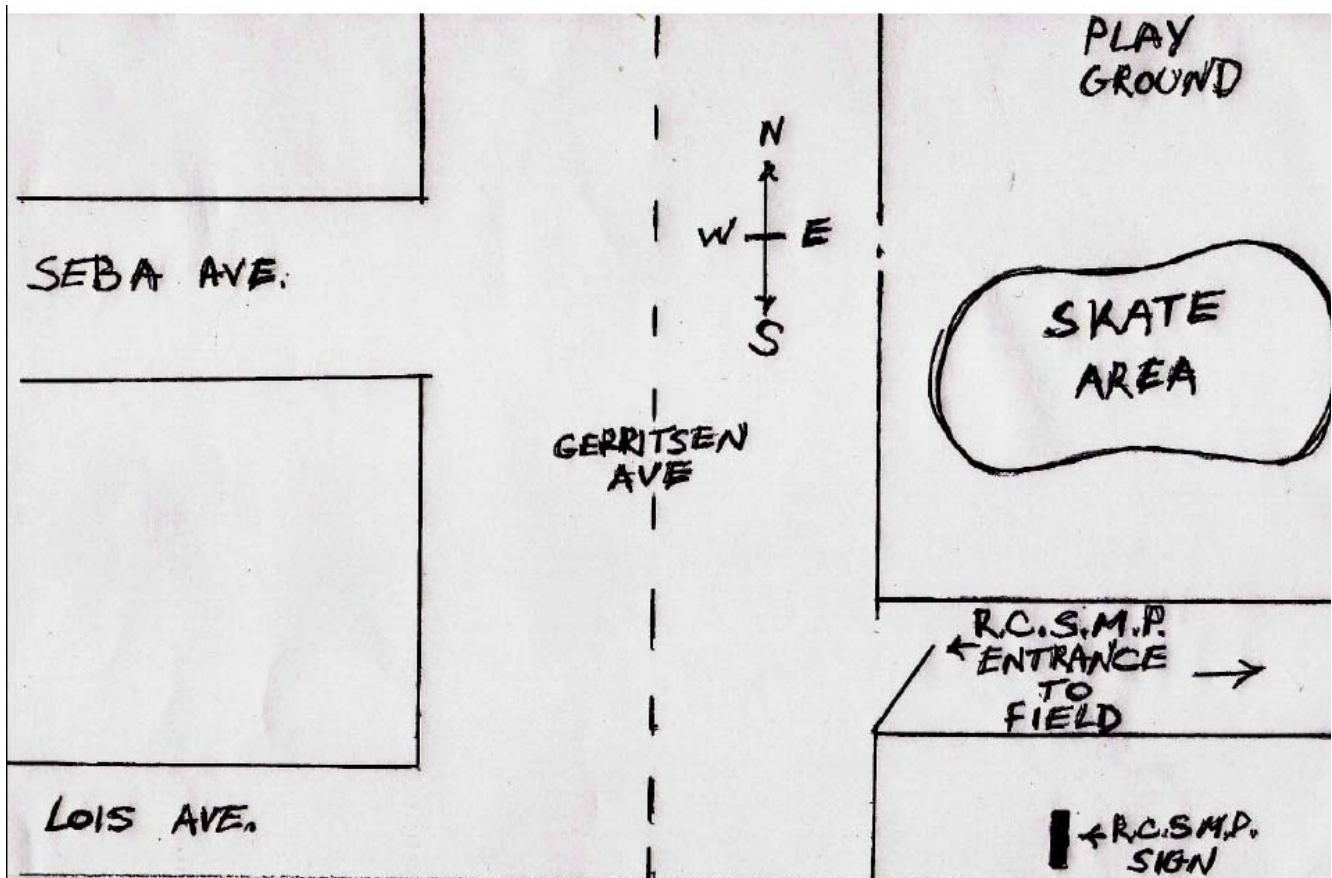 PLAY
GROUND
N
W E
S
SEBA AVE.
SKATE
AREA
GERRITSEN
AVE
R.C.S.M.P.
ENTRANCE
TO
FIELD
LOIS AVE.
R.C.S.M.P.
SIGN